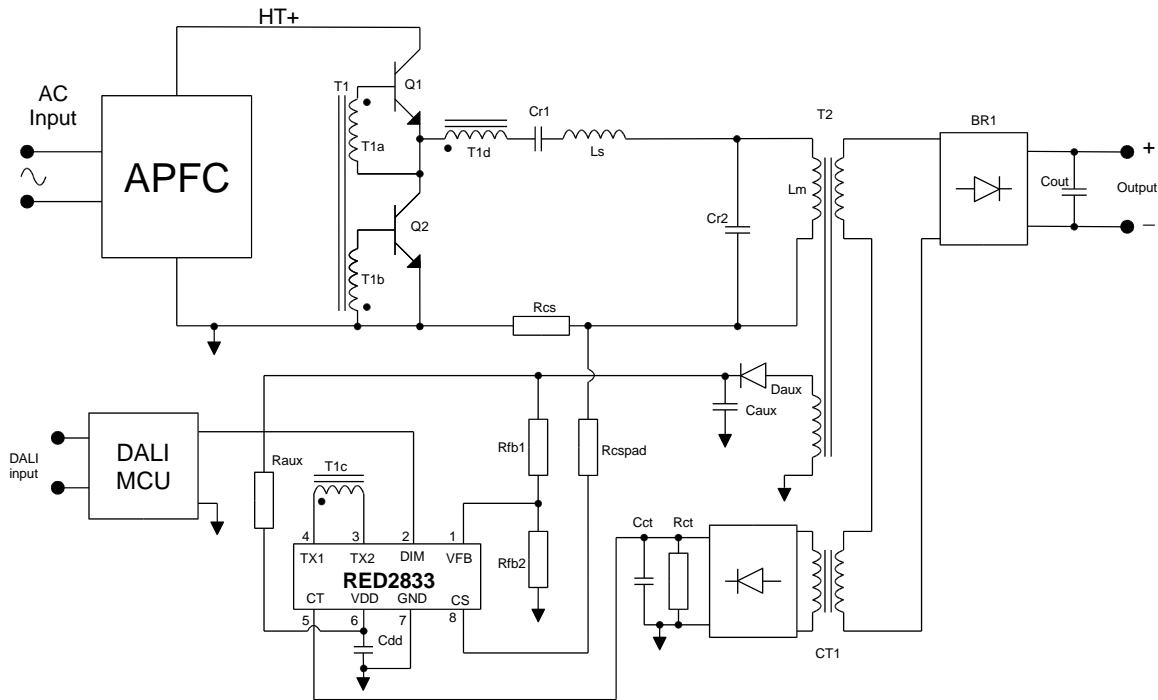 HT+
AC
Input
APFC
T1
T1a
T1b
Q1
Q2
T1d
Cr1
Ls
Cr2
Lm
T2
BR1
Cout
+
Output
–
Rcs
Daux
Caux
Rfb1
Rcspad
Rfb2
DALI
input
DALI
MCU
Raux
T1c
4 3 2 1
TX1 TX2 DIM VFB
RED2833
CT VDD GND CS
5 6 7 8
Cdd
Cct Rct
CT1